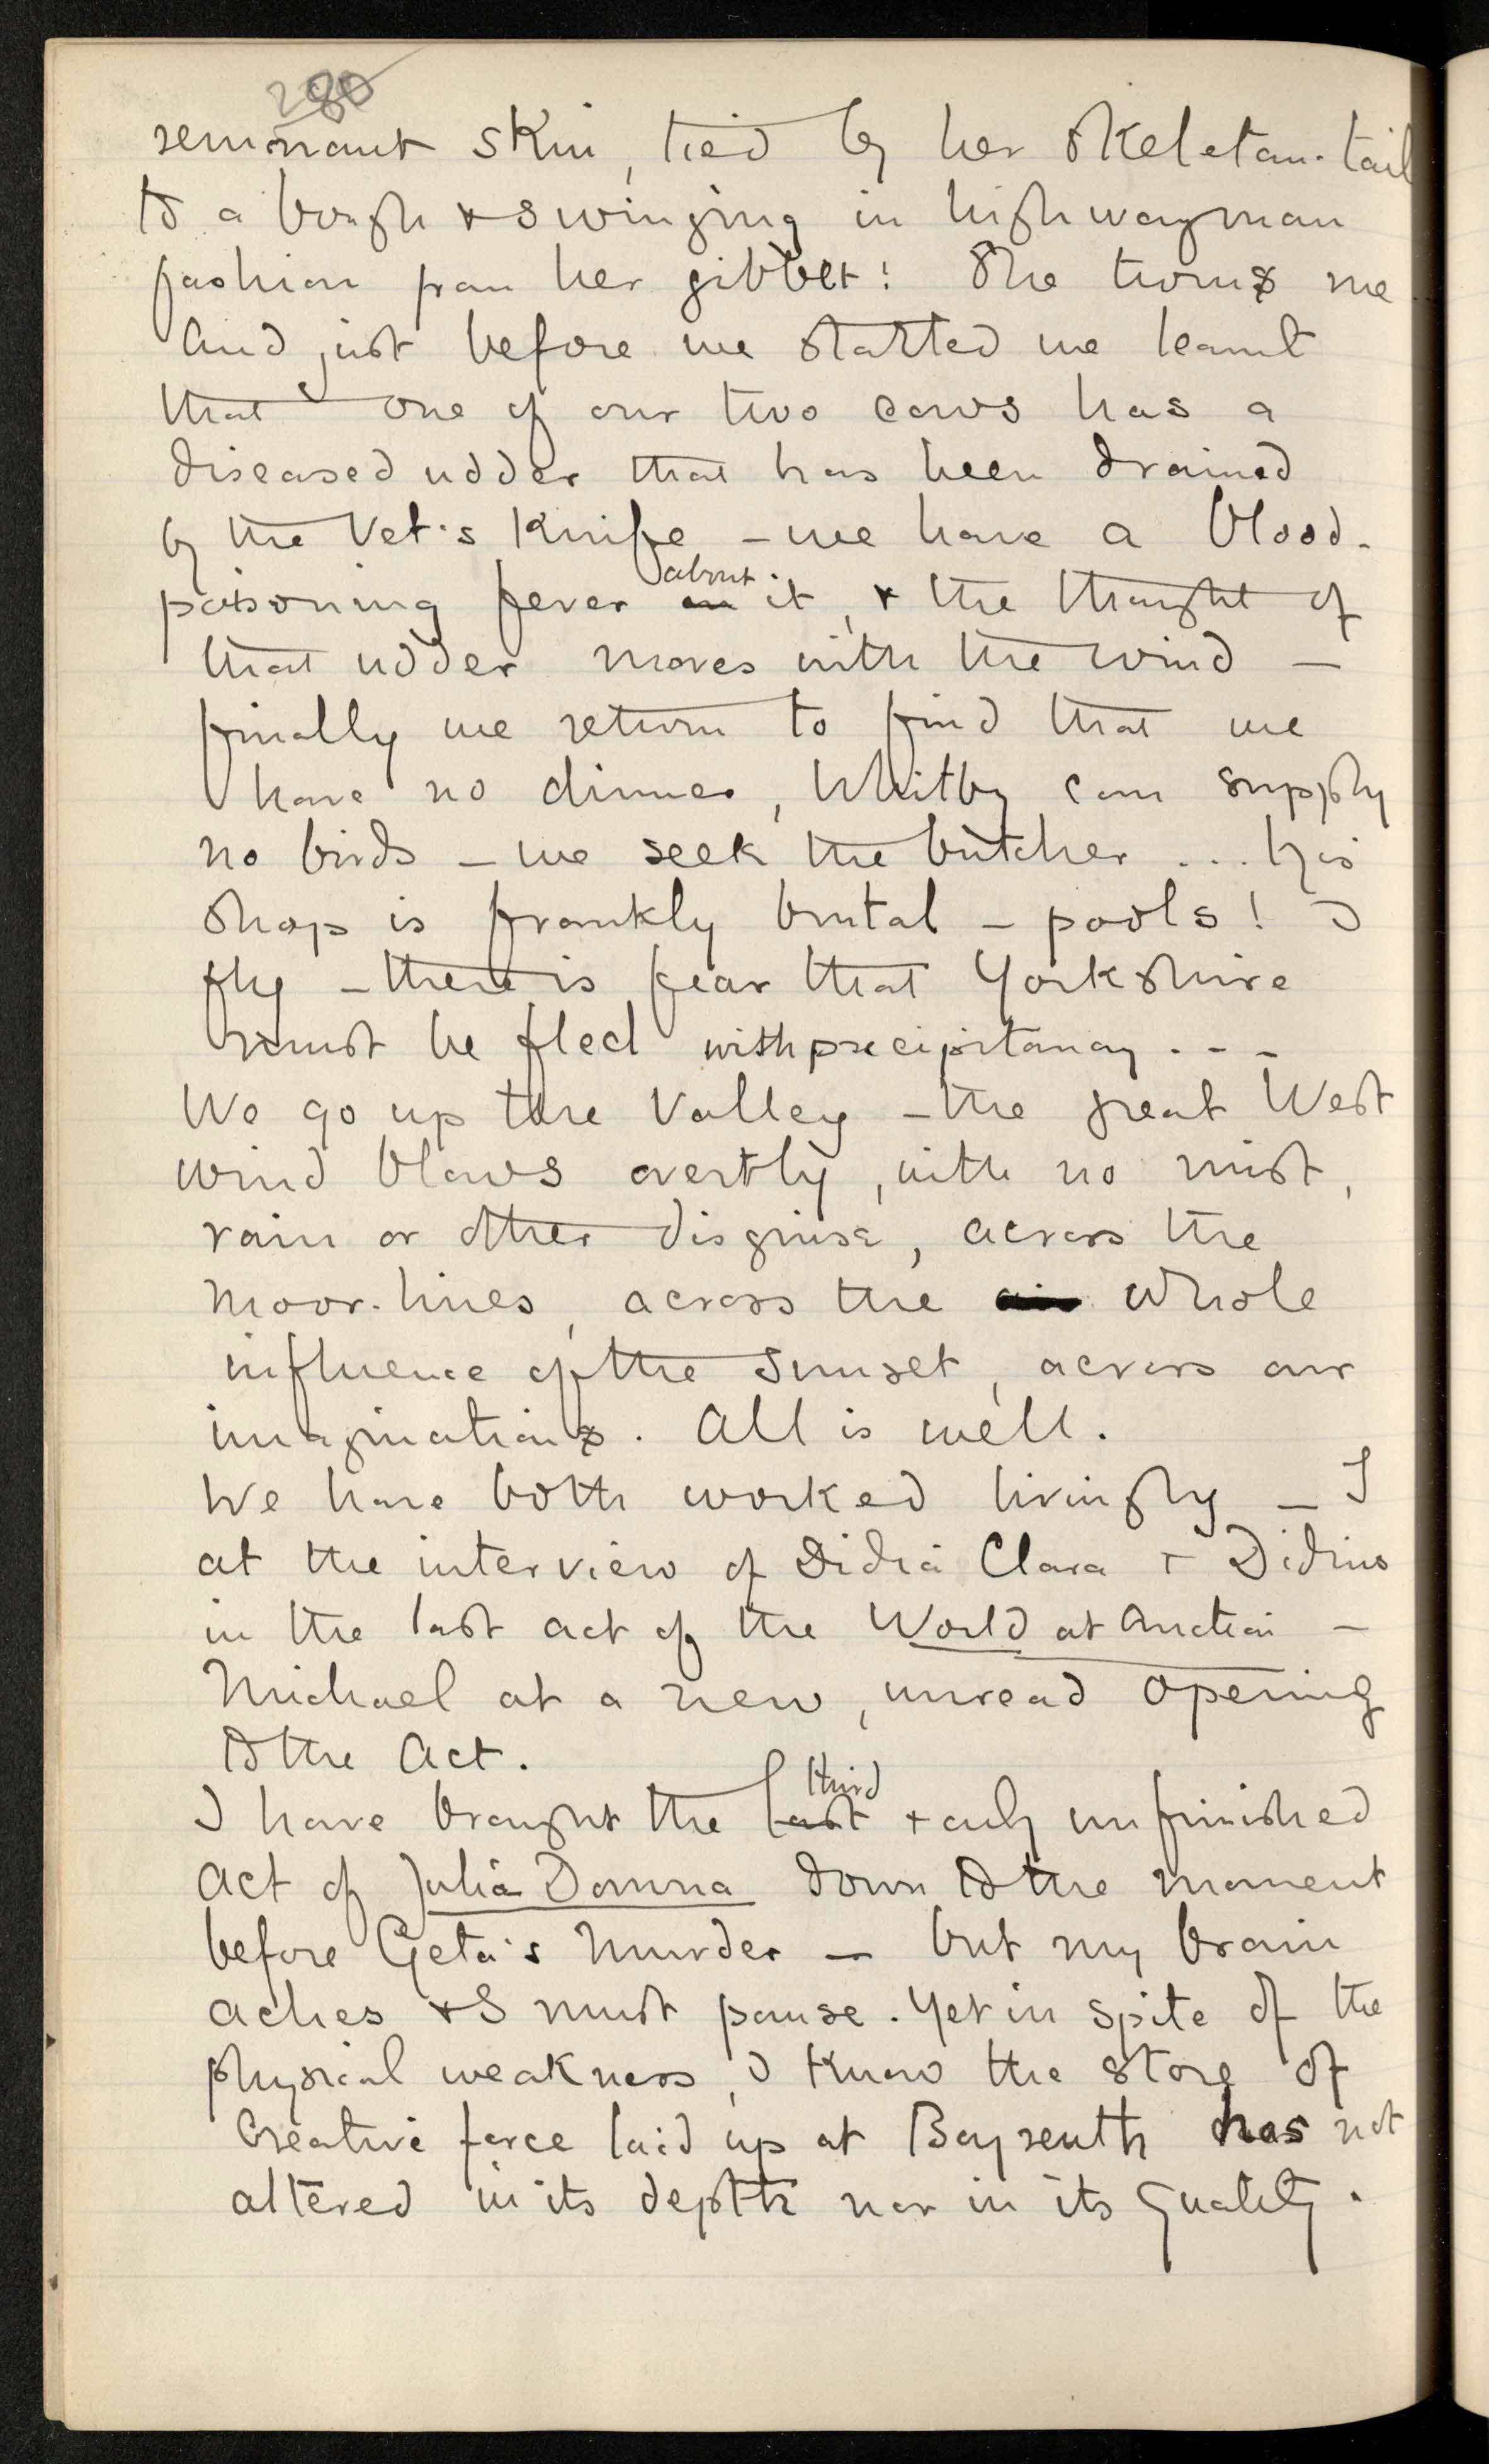 280
remnant skin, tied by her skeleton-tail
to a bough & swinging in highwayman
fashion from her gibbet! She turns me
And just before we started we learnt
that one of our two cows has a
diseased udder that has been drained
by the Vet's knife - we have a blood-
poisoning fever on about it, & the thought of
that udder moves with the wind -
finally we return to find that we
have no dinner, Whitby can supply
no birds - we seek the butcher ... his
shop is frankly brutal - pools! I
fly - there is fear that Yorkshire
must be fled with precipitancy ...
We go up the Valley - the great West
wind blows overtly, with no mist,
rain or other disguise, across the
moor-lines, across the air whole
influence of the sunset, across our
imaginations. All is well.
We have both worked livingly - I
at the interview of Didia Clara & Didius
in the last act of the World at Auction -
Michael at a new, unread opening
to the Act.
I have brought the last third & only unfinished
Act of Julia Domna down to the moment
before Geta's murder - but my brain
aches & I must pause. Yet in spite of the
physical weakness, I know the store of
creative force laid up at Bayreuth has not
altered in its depth nor in its quality.